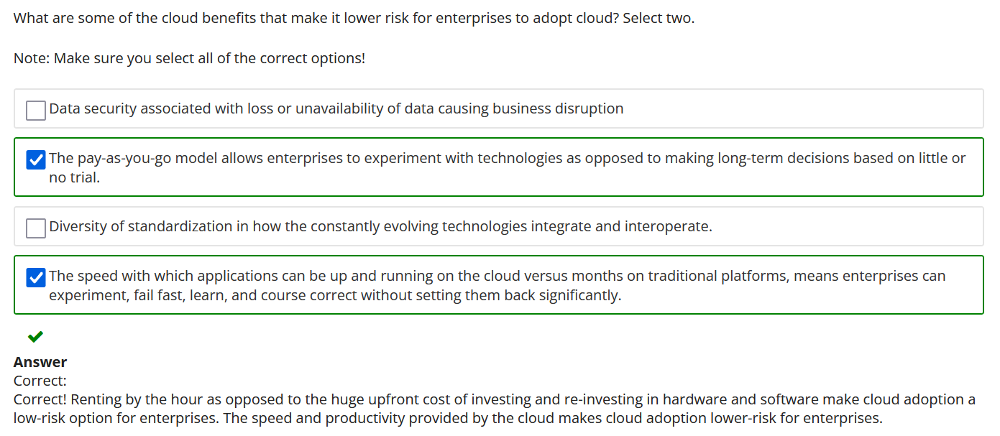 What are some of the cloud benefits that make it lower risk for enterprises to adopt cloud? Select two.
Note: Make sure you select all of the correct options!
Data security associated with loss or unavailability of data causing business disruption
The pay-as-you-go model allows enterprises to experiment with technologies as opposed to making long-term decisions based on little or
no trial.
Diversity of standardization in how the constantly evolving technologies integrate and interoperate.
The speed with which applications can be up and running on the cloud versus months on traditional platforms, means enterprises can
experiment, fail fast, learn, and course correct without setting them back significantly.
Answer
Correct:
Correct! Renting by the hour as opposed to the huge upfront cost of investing and re-investing in hardware and software make cloud adoption a
low-risk option for enterprises. The speed and productivity provided by the cloud makes cloud adoption lower-risk for enterprises.